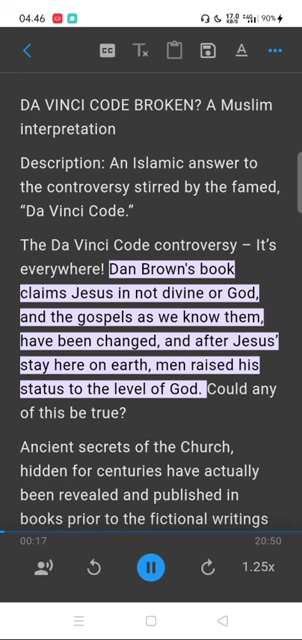 04.46
17.0 KB/S 4G 90%
CC
DA VINCI CODE BROKEN? A Muslim
interpretation
Description: An Islamic answer to
the controversy stirred by the famed,
“Da Vinci Code.”
The Da Vinci Code controversy – It’s
everywhere! Dan Brown's book
claims Jesus in not divine or God,
and the gospels as we know them,
have been changed, and after Jesus’
stay here on earth, men raised his
status to the level of God. Could any
of this be true?
Ancient secrets of the Church,
hidden for centuries have actually
been revealed and published in
books prior to the fictional writings
00:17 20:50
1.25x